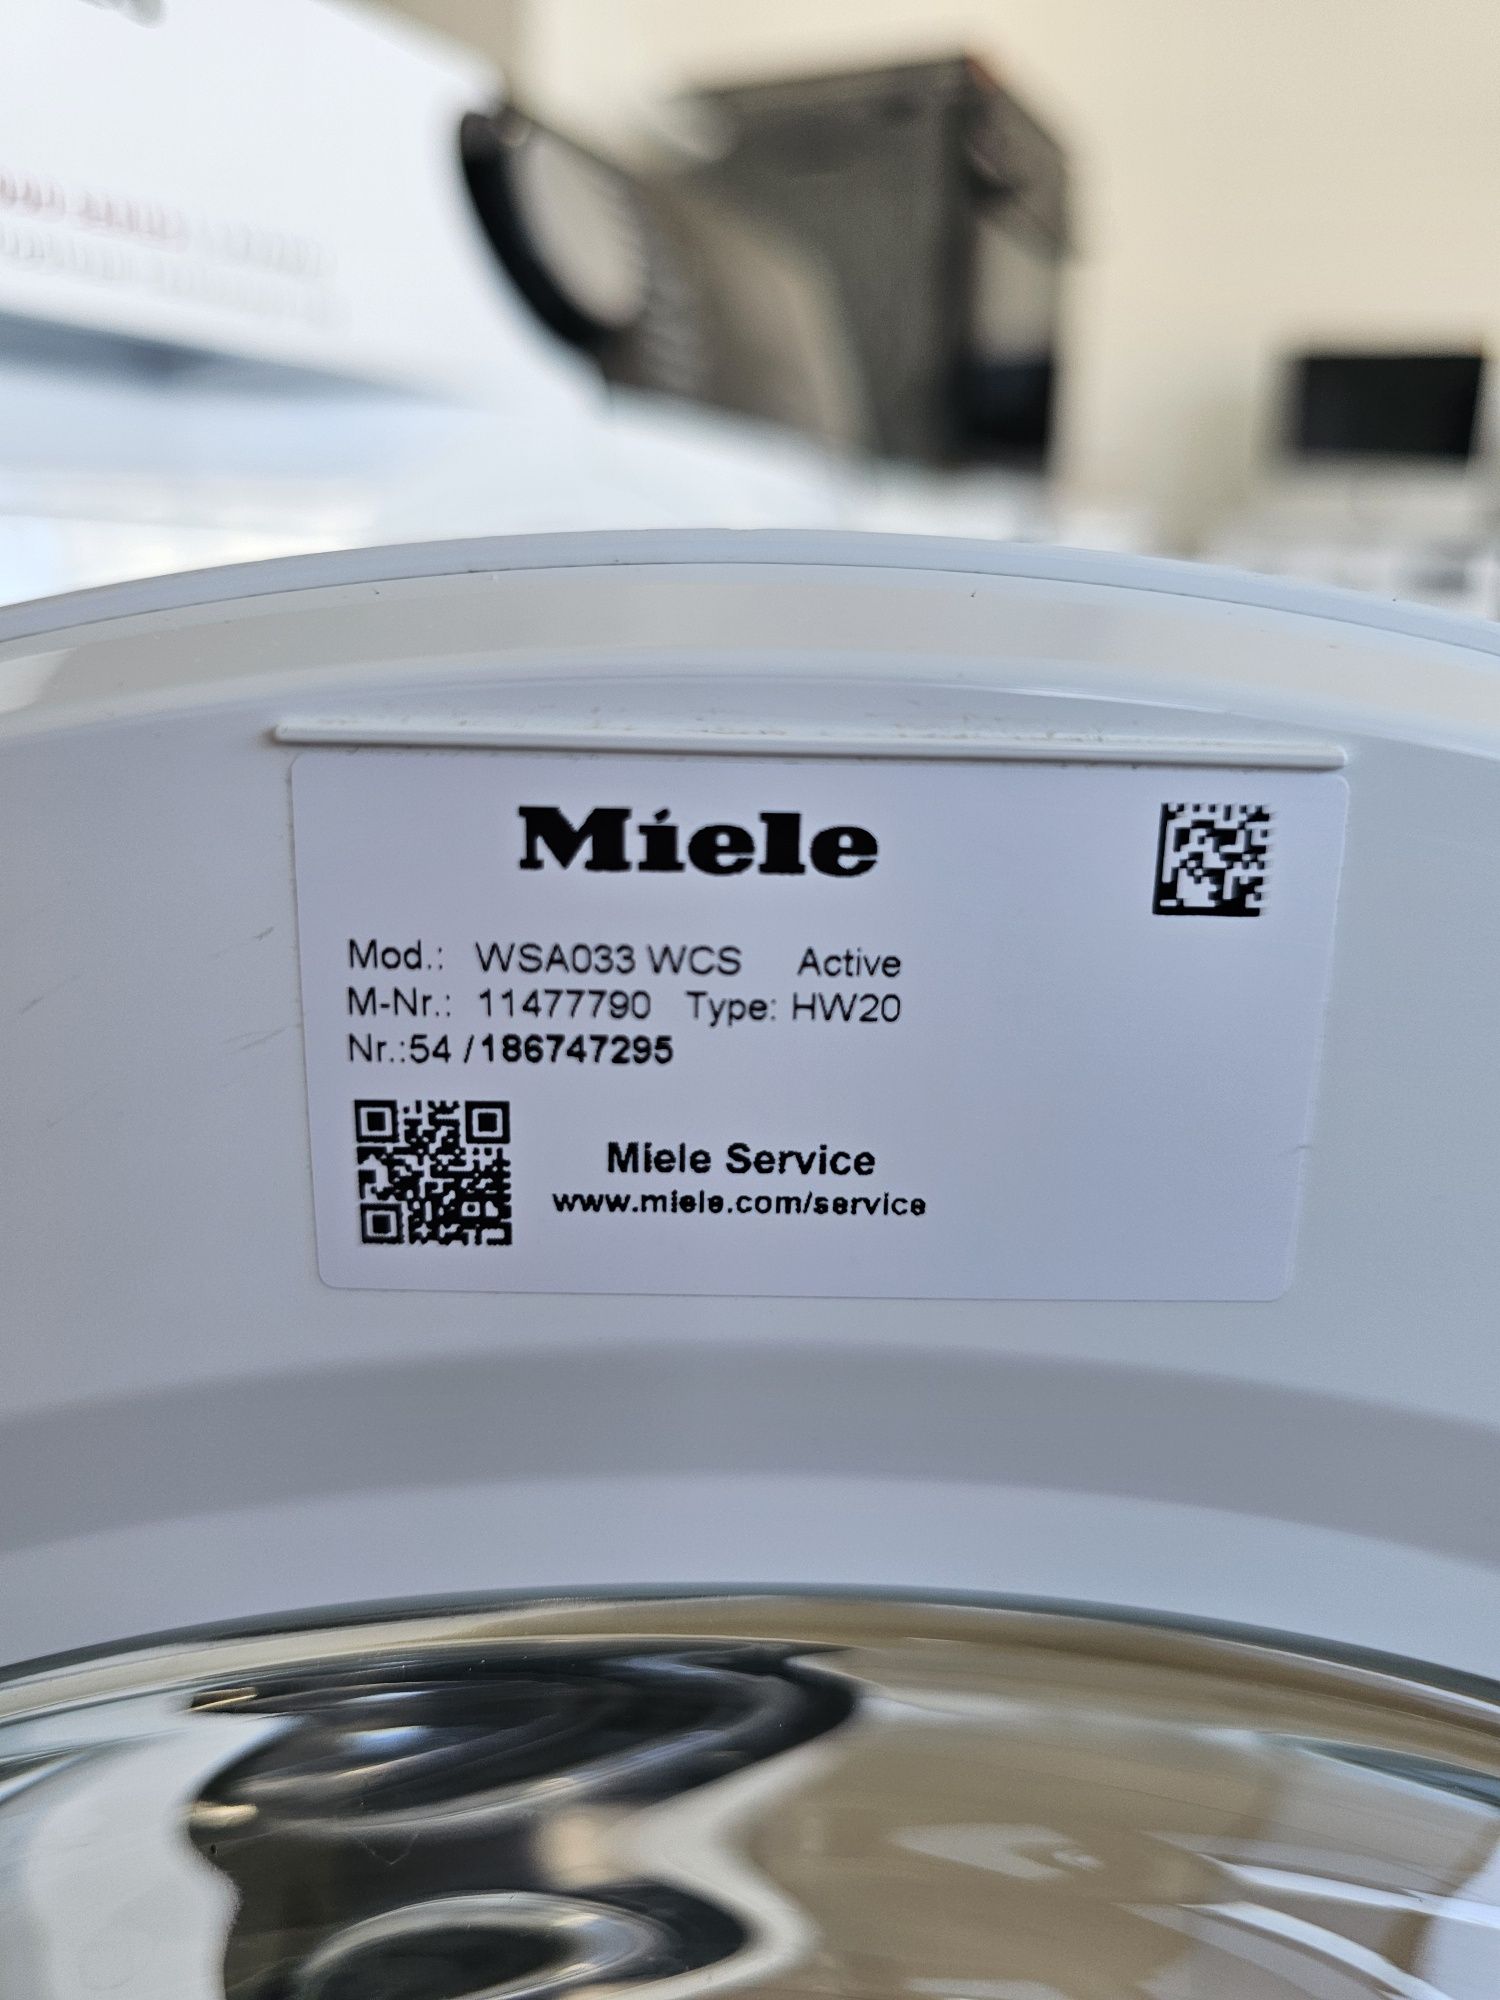 Miele
Mod.: WSA033 WCS Active
M-Nr.: 11477790 Type: HW20
Nr.:54 /186747295
Miele Service
www.miele.com/service